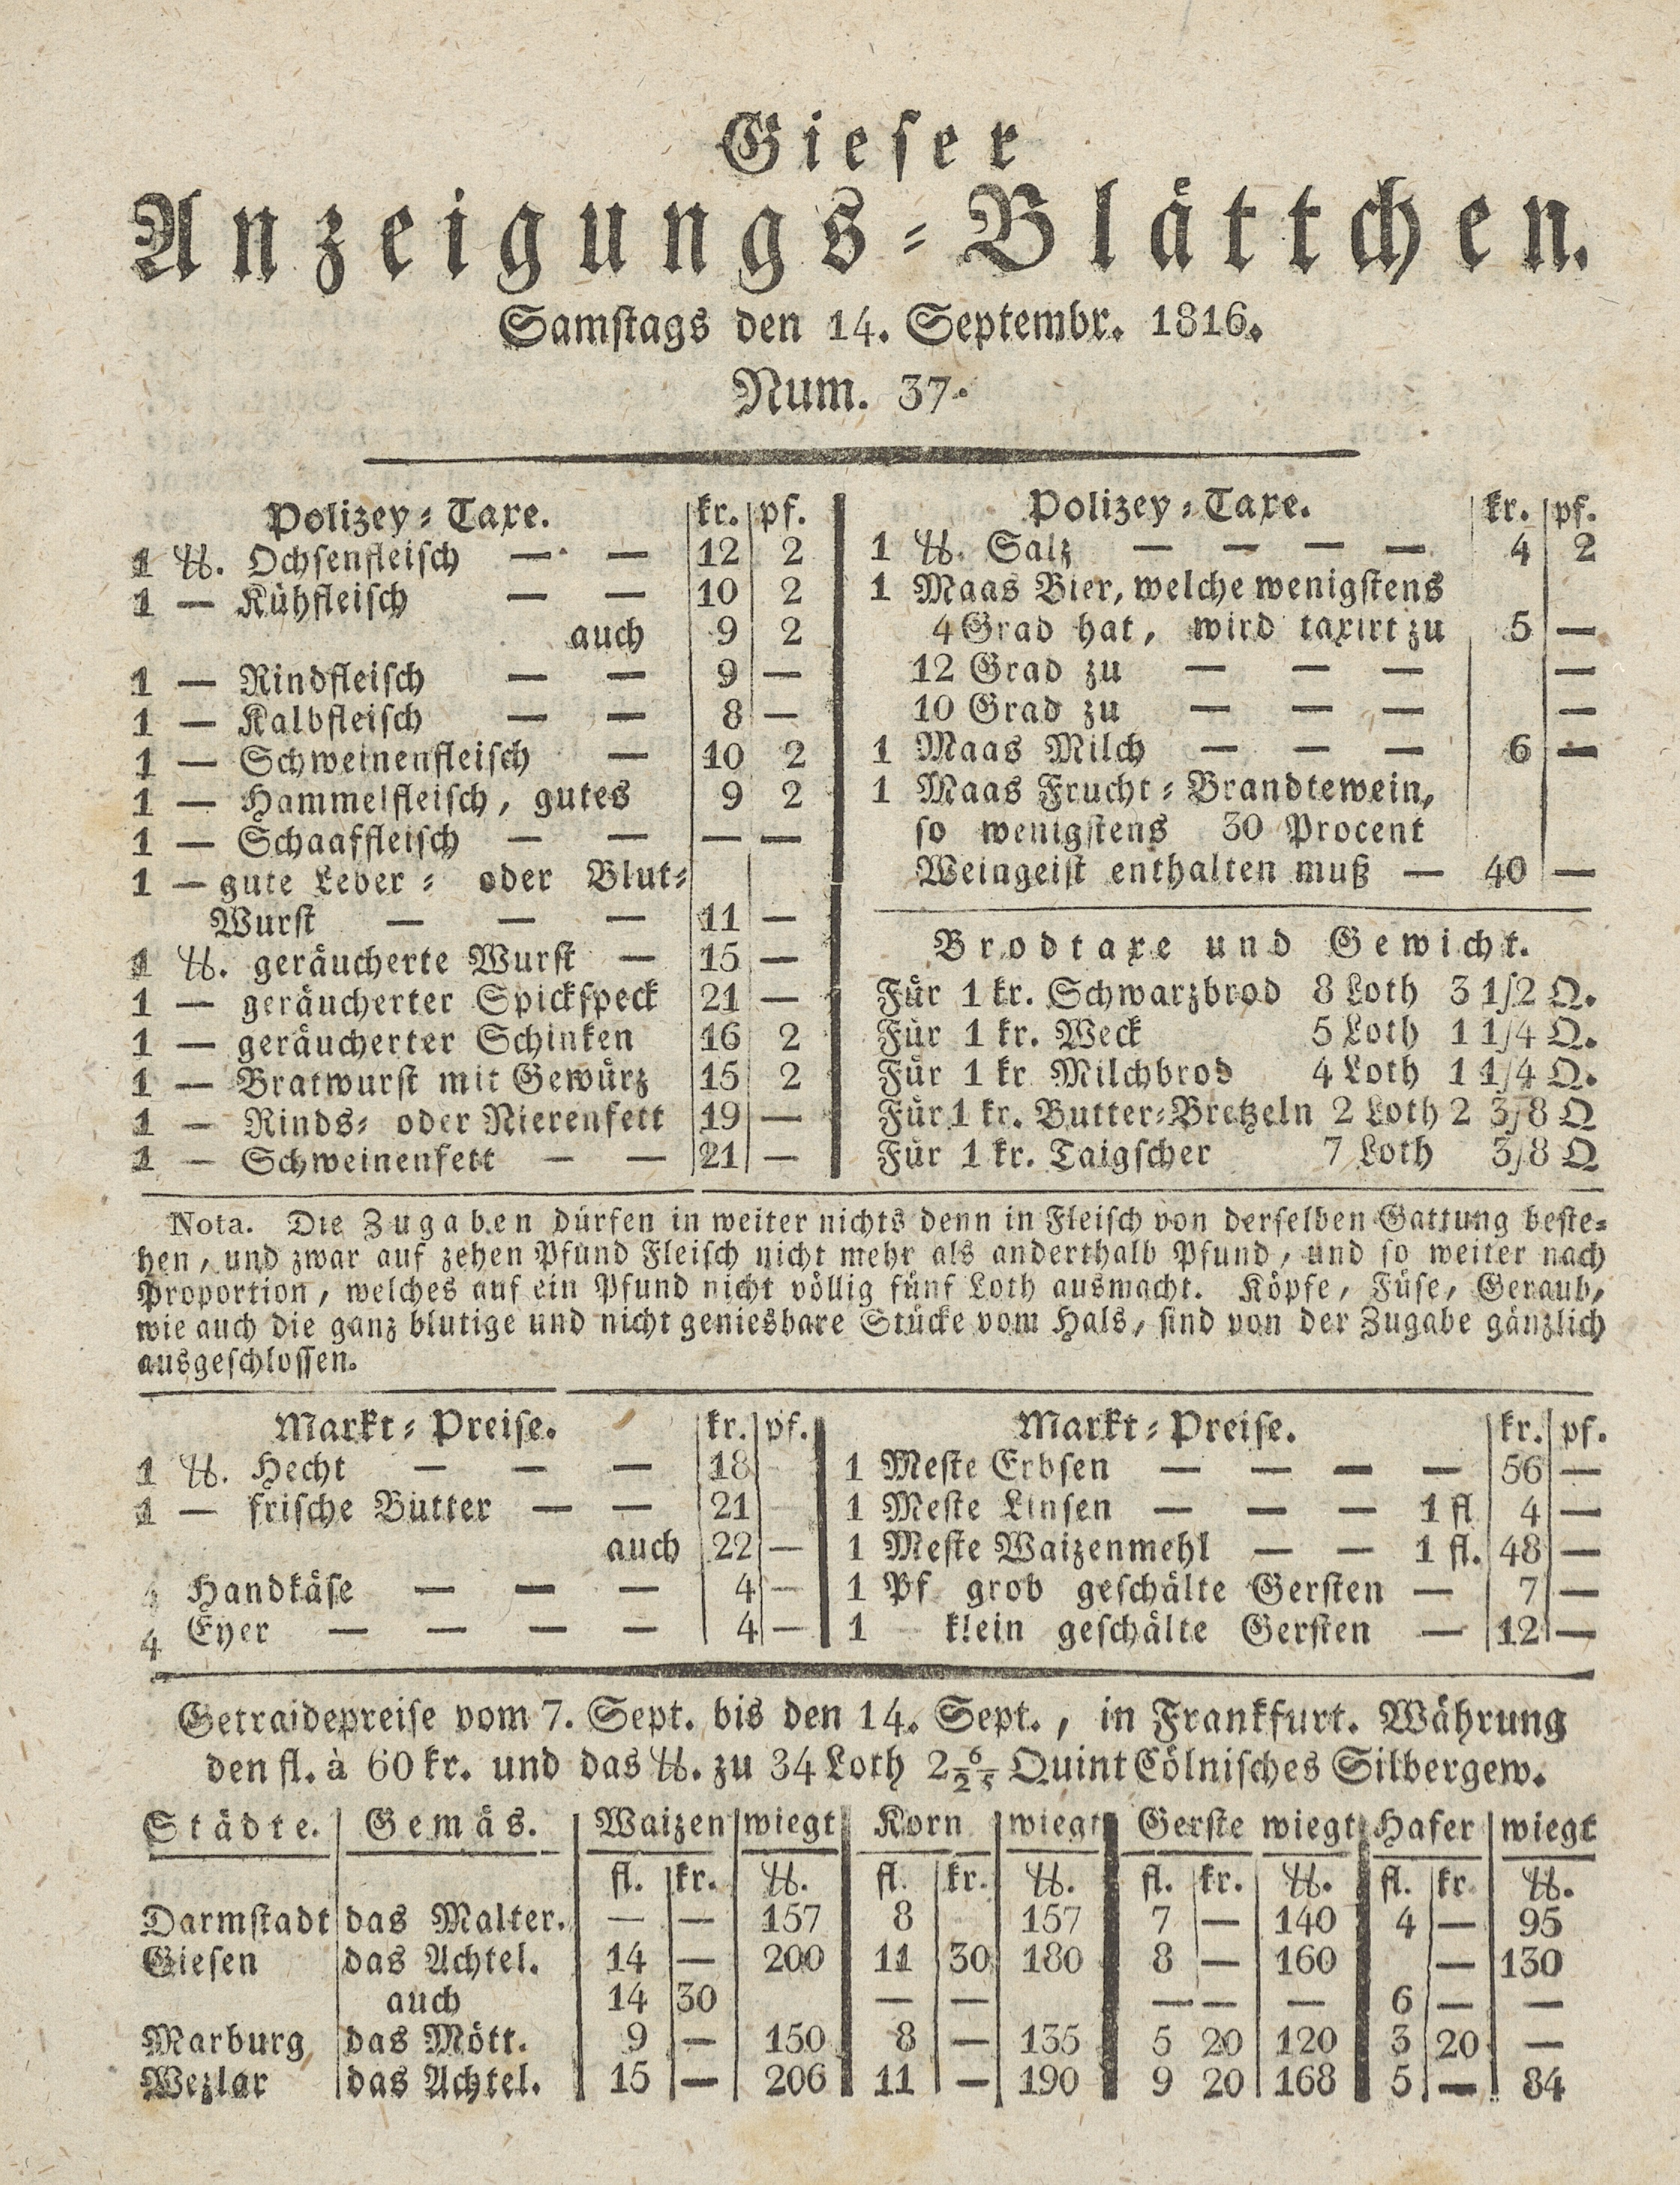 Gieser
Anzeigungs-Blättchen.
Samstags den 14. Septembr. 1816.
Num. 37.
Polizey-Taxe. kr. pf.
1 ℔. Ochsenfleisch — — 12 2
1 — Kühfleisch — — 10 2
auch 9 2
1 — Rindfleisch — — 9 —
1 — Kalbfleisch — — 8 —
1 — Schweinenfleisch — 10 2
1 — Hammelfleisch, gutes 9 2
1 — Schaaffleisch — — — —
1 — gute Leber- oder Blut-
Wurst — — — 11 —
1 ℔. geräucherte Wurst — 15 —
1 — geräucherter Spickspeck 21 —
1 — geräucherter Schinken 16 2
1 — Bratwurst mit Gewürz 15 2
1 — Rinds- oder Nierenfett 19 —
1 — Schweinenfett — — 21 —
Polizey-Taxe. kr. pf.
1 ℔. Salz — — — — 4 2
1 Maas Bier, welche wenigstens
4 Grad hat, wird taxirt zu 5 —
12 Grad zu — — — —
10 Grad zu — — — —
1 Maas Milch — — — 6 —
1 Maas Frucht-Brandtewein,
so wenigstens 30 Procent
Weingeist enthalten muß — 40 —
Brodtaxe und Gewicht.
Für 1 kr. Schwarzbrod 8 Loth 3 1/2 Q.
Für 1 kr. Weck 5 Loth 1 1/4 Q.
Für 1 kr Milchbrod 4 Loth 1 1/4 Q.
Für 1 kr. Butter-Bretzeln 2 Loth 2 3/8 Q
Für 1 kr. Taigscher 7 Loth 3/8 Q
Nota. Die Zugaben dürfen in weiter nichts denn in Fleisch von derselben Gattung beste-
hen, und zwar auf zehen Pfund Fleisch nicht mehr als anderthalb Pfund, und so weiter nach
Proportion, welches auf ein Pfund nicht völlig fünf Loth ausmacht. Köpfe, Füse, Geraub,
wie auch die ganz blutige und nicht geniesbare Stücke vom Hals, sind von der Zugabe gänzlich
ausgeschlossen.
Markt-Preise. kr. pf.
1 ℔. Hecht — — — 18 —
1 — frische Butter — — 21 —
auch 22 —
Handkäse — — — 4 —
4 Eyer — — — — 4 —
Markt-Preise. kr. pf.
1 Meste Erbsen — — — — 56 —
1 Meste Linsen — — — 1 fl 4 —
1 Meste Waizenmehl — — 1 fl. 48 —
1 Pf grob geschälte Gersten — 7 —
1 — klein geschälte Gersten — 12 —
Getraidepreise vom 7. Sept. bis den 14. Sept., in Frankfurt. Währung
den fl. à 60 kr. und das ℔. zu 34 Loth 2 6/25 Quint Cölnisches Silbergew.
Städte. Gemäs. Waizen wiegt Korn wiegt Gerste wiegt Hafer wiegt
fl. kr. ℔. fl. kr. ℔. fl. kr. ℔. fl. kr. ℔.
Darmstadt das Malter. — — 157 8 157 7 — 140 4 — 95
Giesen das Achtel. 14 — 200 11 30 180 8 — 160 — 130
auch 14 30 — — — — — 6 — —
Marburg das Mött. 9 — 150 8 — 135 5 20 120 3 20 —
Wezlar das Achtel. 15 — 206 11 — 190 9 20 168 5 — 84